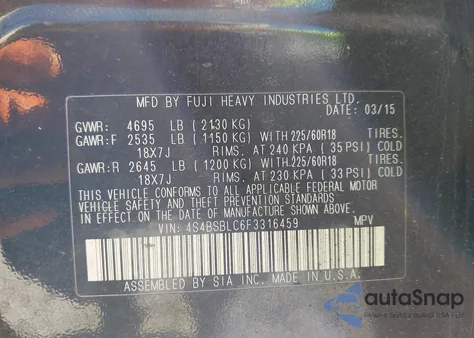 MFD BY FUJI HEAVY INDUSTRIES LTD.
DATE: 03/15
GVWR: 4695 LB (2130 KG)
GAWR:F 2535 LB (1150 KG) WITH 225/60R18 TIRES.
18X7J RIMS. AT 240 KPA (35 PSI) COLD
GAWR:R 2645 LB (1200 KG) WITH 225/60R18 TIRES.
18X7J RIMS. AT 230 KPA (33 PSI) COLD
THIS VEHICLE CONFORMS TO ALL APPLICABLE FEDERAL MOTOR
VEHICLE SAFETY AND THEFT PREVENTION STANDARDS
IN EFFECT ON THE DATE OF MANUFACTURE SHOWN ABOVE.
VIN: 4S4BSBLC6F3316459 MPV
ASSEMBLED BY SIA INC. MADE IN U.S.A.
autoSnap